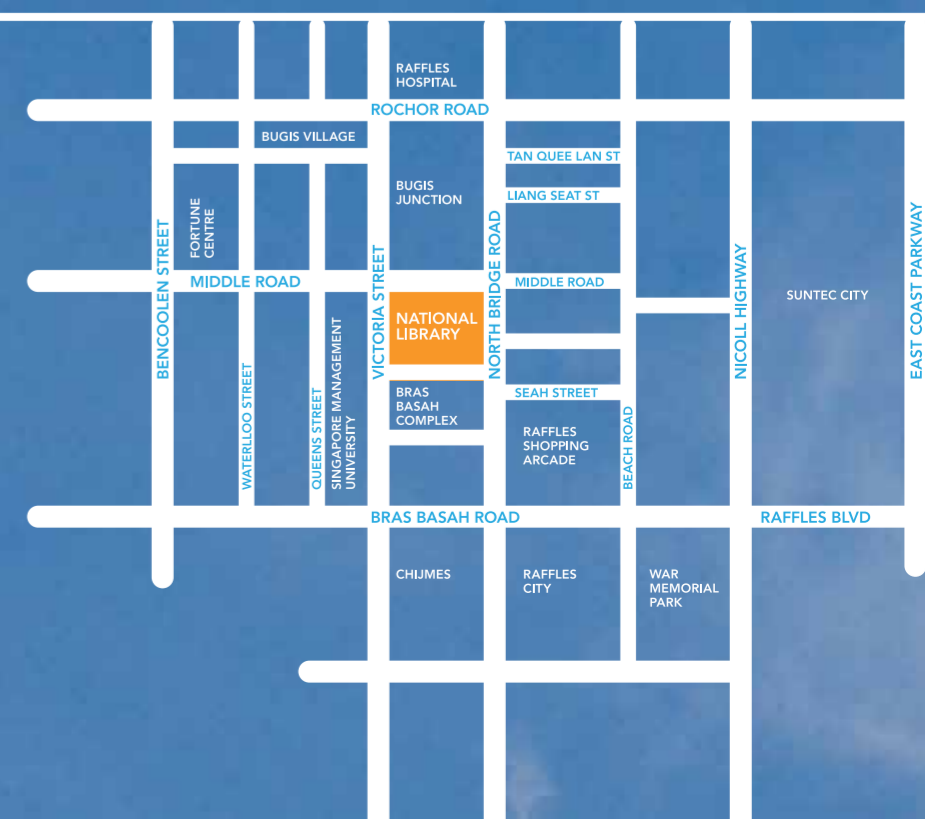 RAFFLES
HOSPITAL
ROCHOR ROAD
BUGIS VILLAGE
TAN QUEE LAN ST
BUGIS
JUNCTION
LIANG SEAT ST
FORTUNE
CENTRE
BENCOOLEN STREET
MIDDLE ROAD
VICTORIA STREET
NORTH BRIDGE ROAD
MIDDLE ROAD
NICOLL HIGHWAY
SUNTEC CITY
EAST COAST PARKWAY
NATIONAL
LIBRARY
WATERLLOO STREET
QUEENS STREET
SINGAPORE MANAGEMENT
UNIVERSITY
BRAS
BASAH
COMPLEX
SEAH STREET
RAFFLES
SHOPPING
ARCADE
BEACH ROAD
BRAS BASAH ROAD
RAFFLES BLVD
CHIJMES
RAFFLES
CITY
WAR
MEMORIAL
PARK